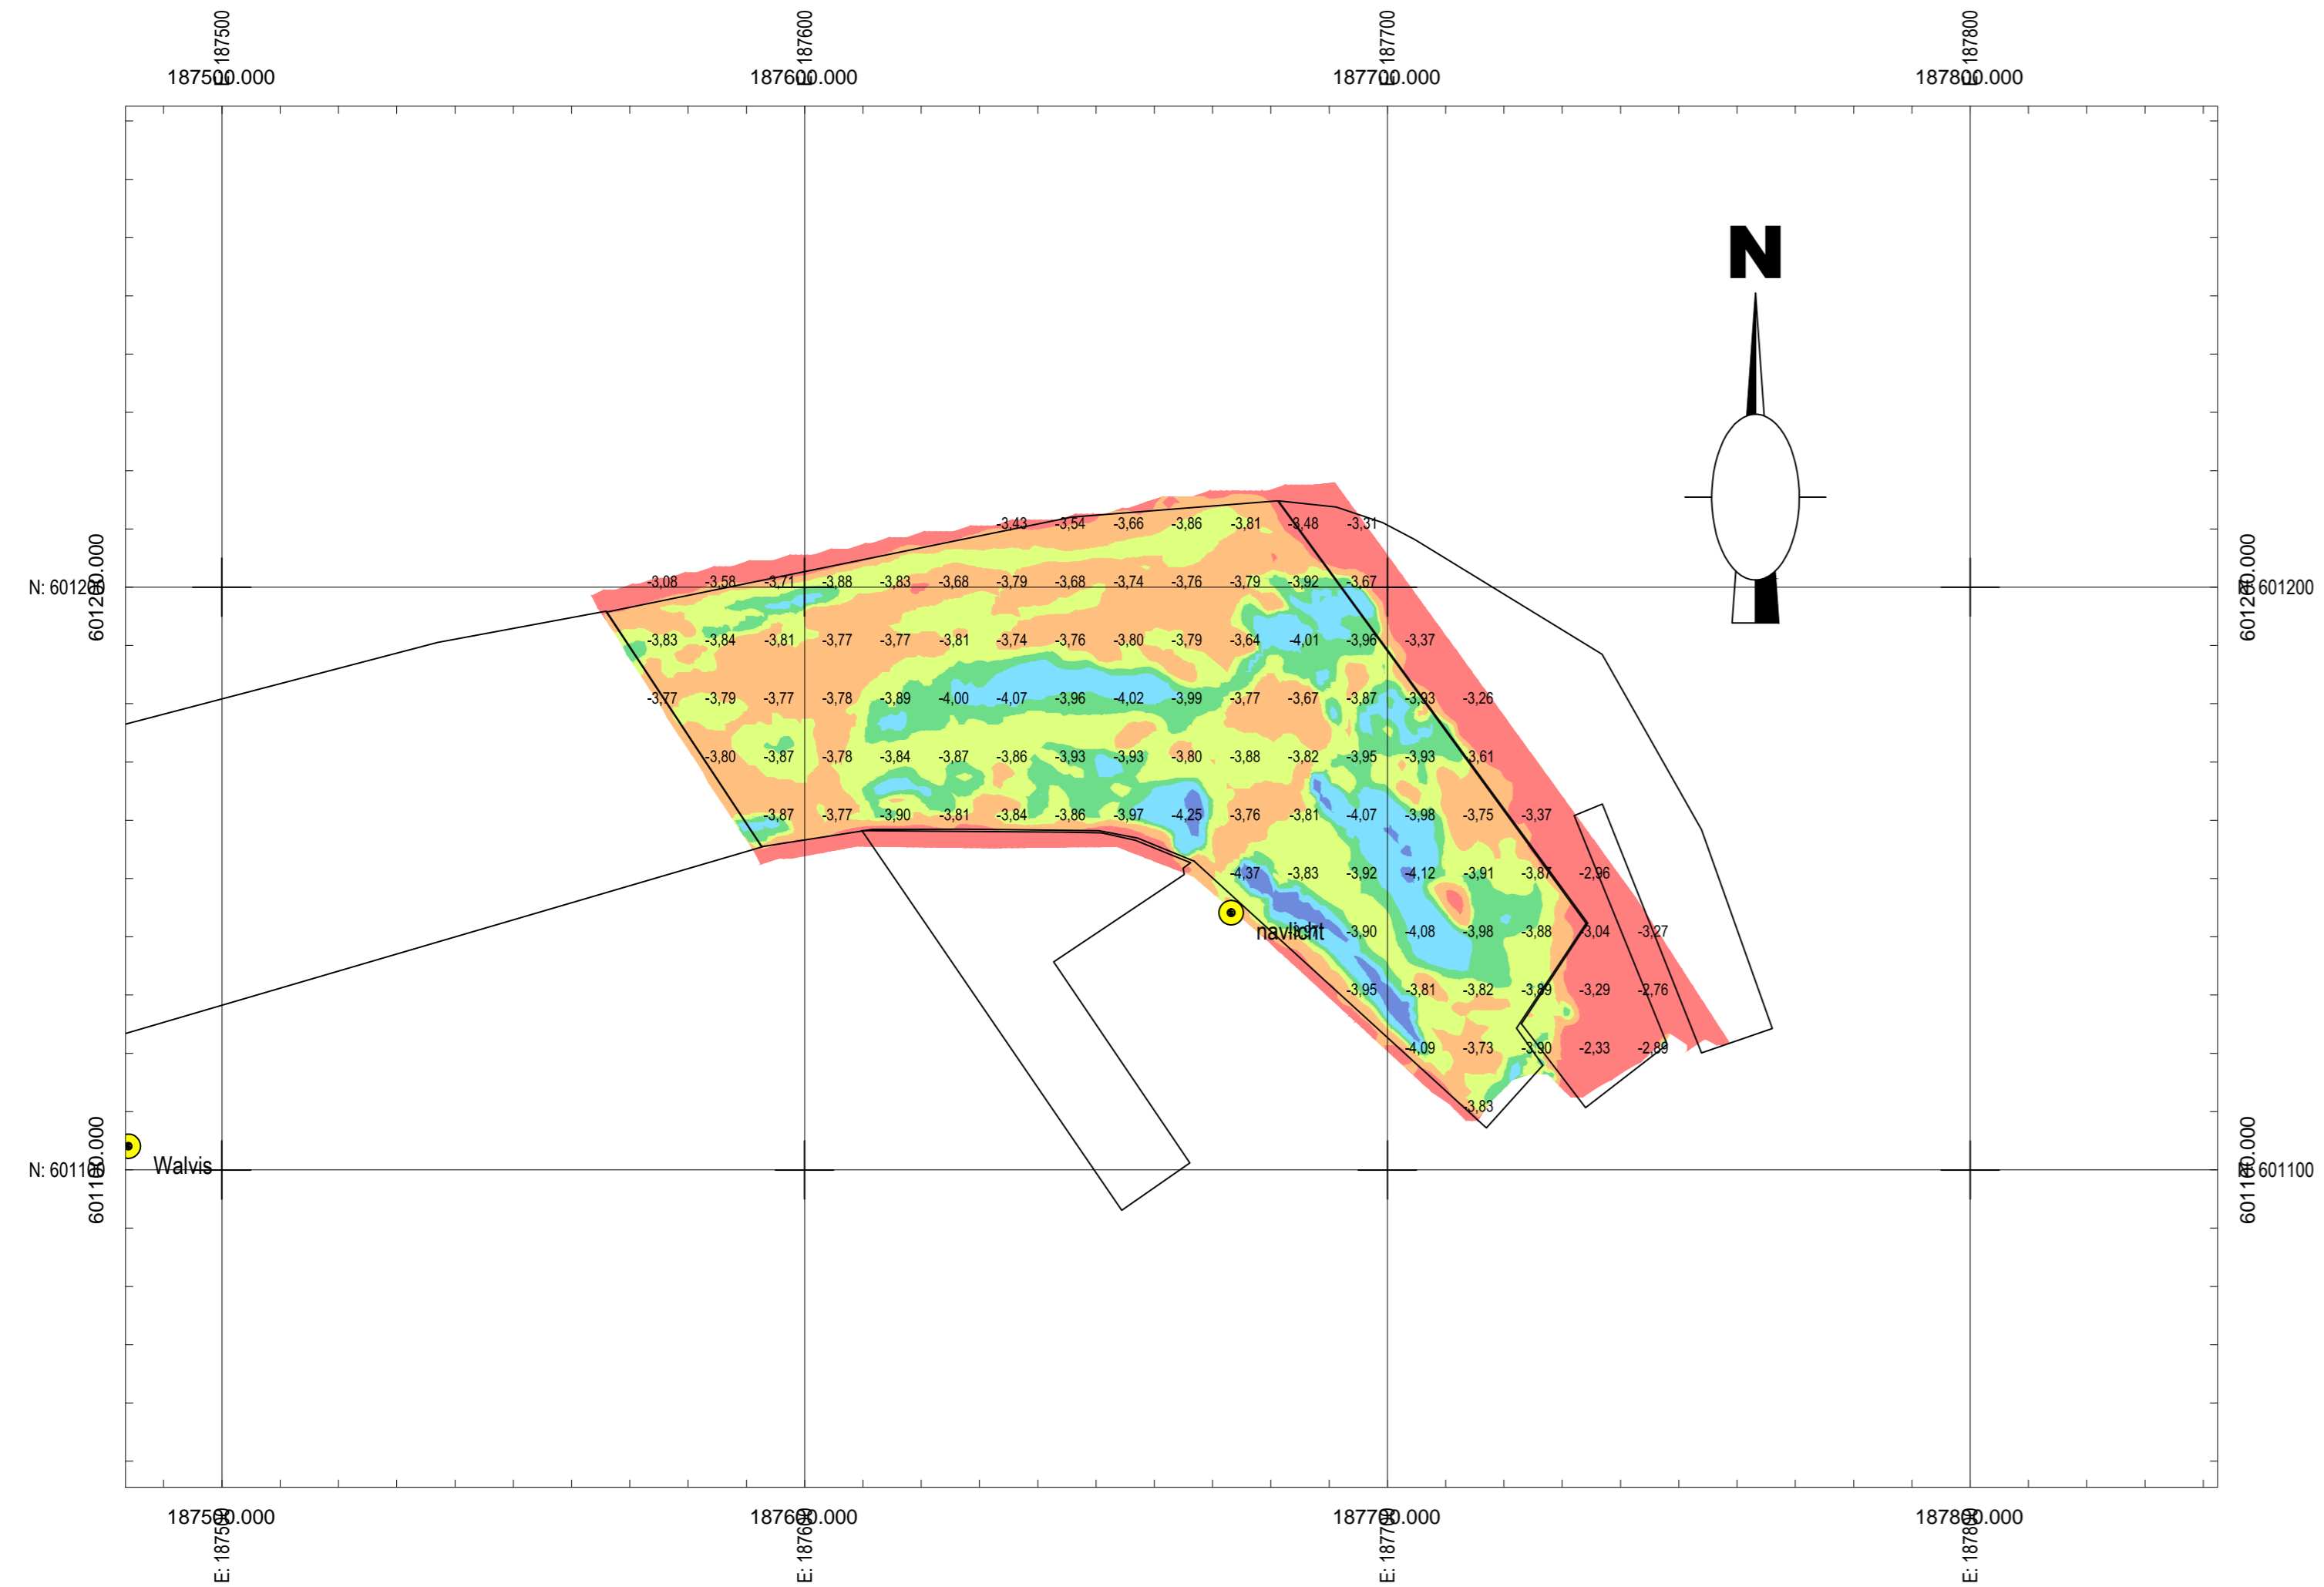 E: 187500 E: 187600 E: 187700 E: 187800
187500.000 187600.000 187700.000 187800.000
N
-3,43 -3,54 -3,66 -3,86 -3,81 -3,48 -3,31
N: 601200 601200.000 -3,08 -3,58 -3,71 -3,88 -3,83 -3,68 -3,79 -3,68 -3,74 -3,76 -3,79 -3,92 -3,67 601200.000 N: 601200
-3,83 -3,84 -3,81 -3,77 -3,77 -3,81 -3,74 -3,76 -3,80 -3,79 -3,64 -4,01 -3,96 -3,37
-3,77 -3,79 -3,77 -3,78 -3,89 -4,00 -4,07 -3,96 -4,02 -3,99 -3,77 -3,67 -3,87 -3,93 -3,26
-3,80 -3,87 -3,78 -3,84 -3,87 -3,86 -3,93 -3,93 -3,80 -3,88 -3,82 -3,95 -3,93 -3,61
-3,87 -3,77 -3,90 -3,81 -3,84 -3,86 -3,97 -4,25 -3,76 -3,81 -4,07 -3,98 -3,75 -3,37
-4,37 -3,83 -3,92 -4,12 -3,91 -3,87 -2,96
navlicht -3,90 -4,08 -3,98 -3,88 -3,04 -3,27
-3,95 -3,81 -3,82 -3,89 -3,29 -2,76
-4,09 -3,73 -3,90 -2,33 -2,89
-3,83
N: 601100 601100.000 Walvis 601100.000 N: 601100
187500.000 187600.000 187700.000 187800.000
E: 187500 E: 187600 E: 187700 E: 187800